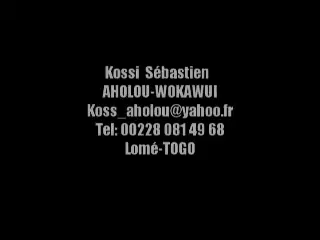 Kossi Sébastien
AHOLOU-WOKAWUI
Koss_aholou@yahoo.fr
Tel: 00228 081 49 68
Lomé-TOGO